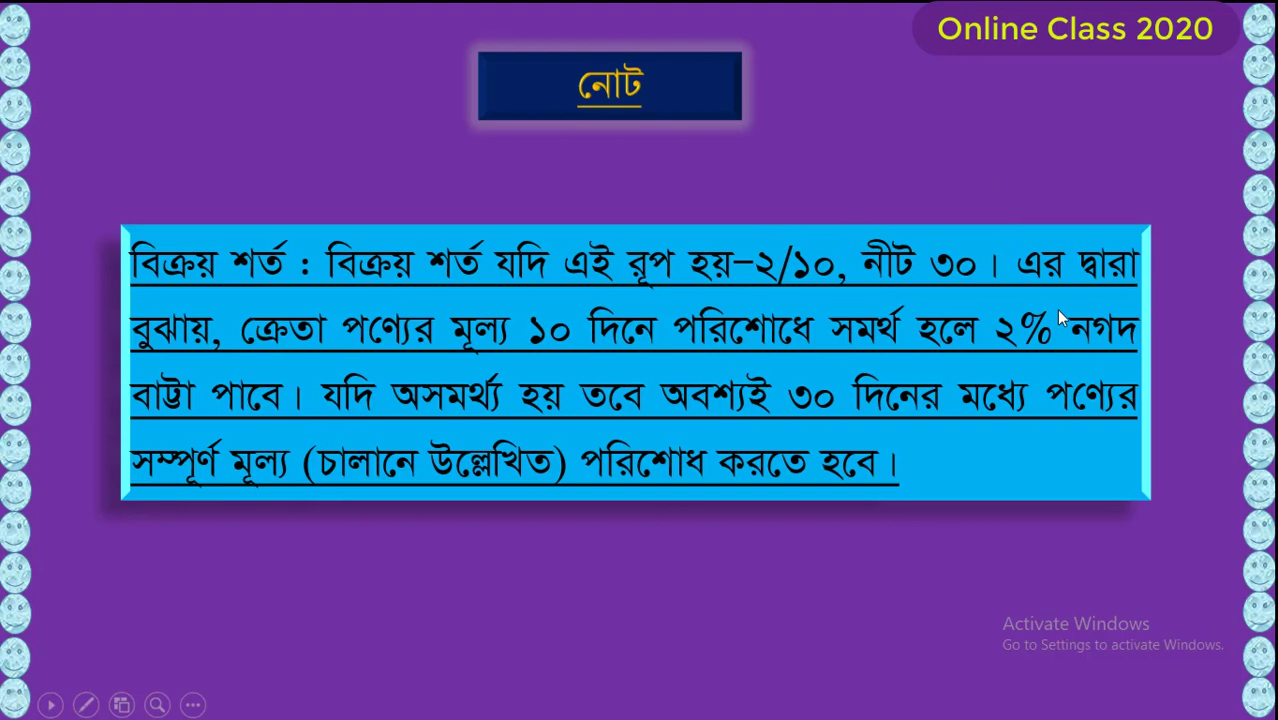 Online Class 2020
নোট
বিক্রয় শর্ত : বিক্রয় শর্ত যদি এই রূপ হয়–২/১০, নীট ৩০। এর দ্বারা
বুঝায়, ক্রেতা পণ্যের মূল্য ১০ দিনে পরিশোধে সমর্থ হলে ২% নগদ
বাট্টা পাবে। যদি অসমর্থ্য হয় তবে অবশ্যই ৩০ দিনের মধ্যে পণ্যের
সম্পূর্ণ মূল্য (চালানে উল্লেখিত) পরিশোধ করতে হবে।
Activate Windows
Go to Settings to activate Windows.